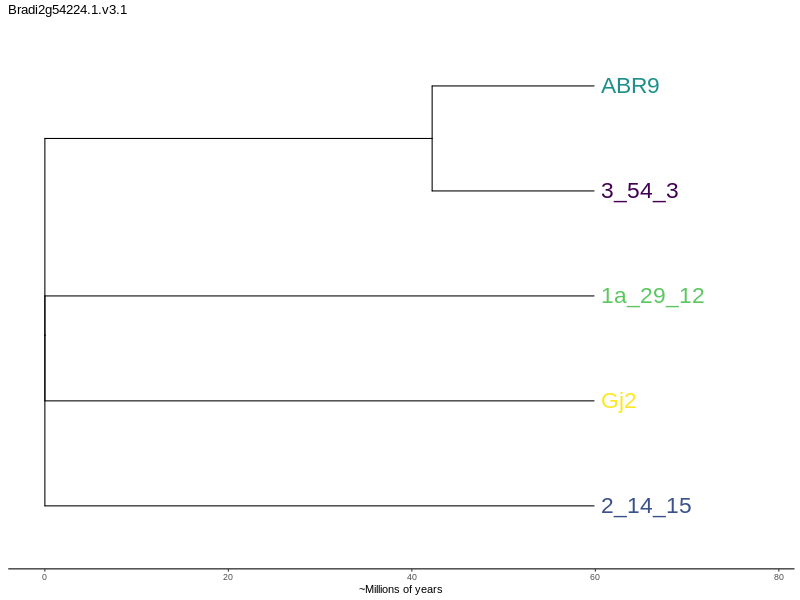 Bradi2g54224.1.v3.1
ABR9
3_54_3
1a_29_12
Gj2
2_14_15
0 20 40 60 80
~Millions of years